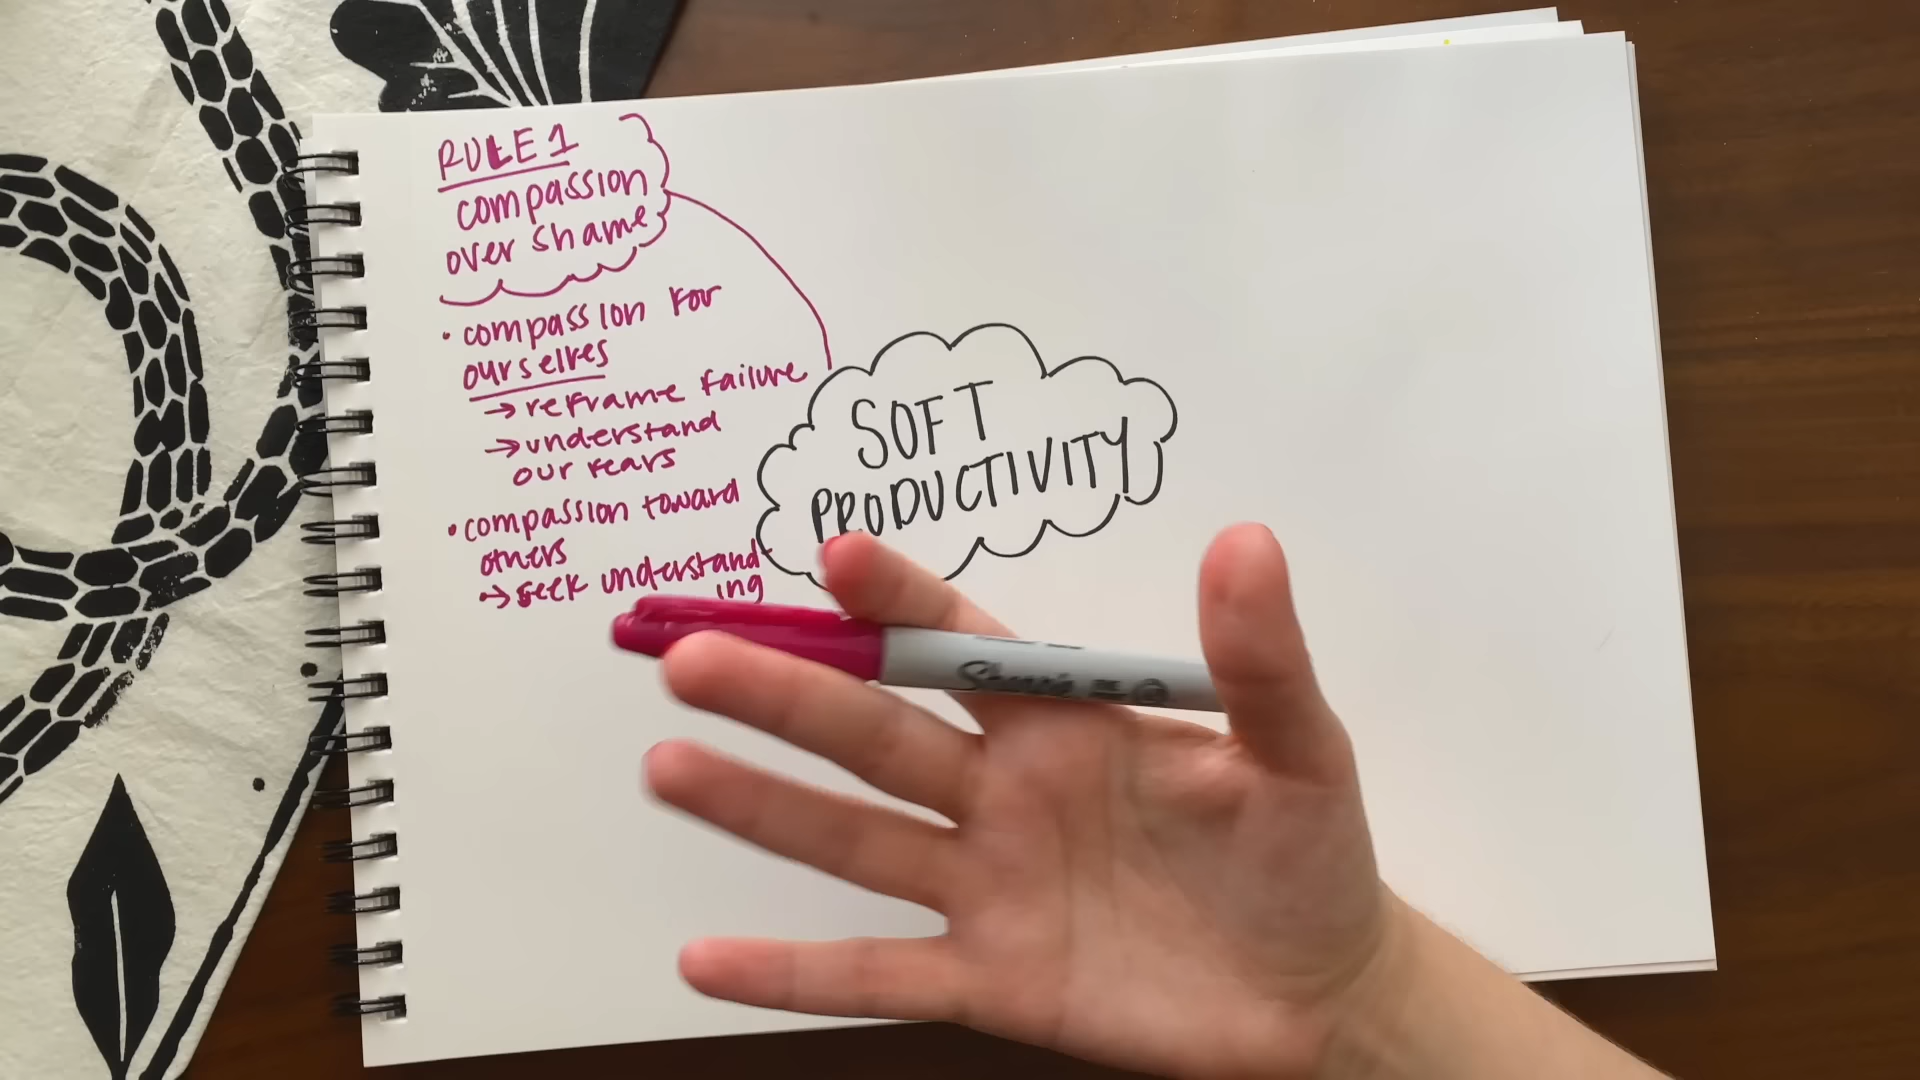 RULE 1
compassion
over shame
• compassion for
ourselves
→ reframe failure
→ understand
our fears
• compassion toward
others
→ seek understand-
ing
SOFT
PRODUCTIVITY
Sharpie